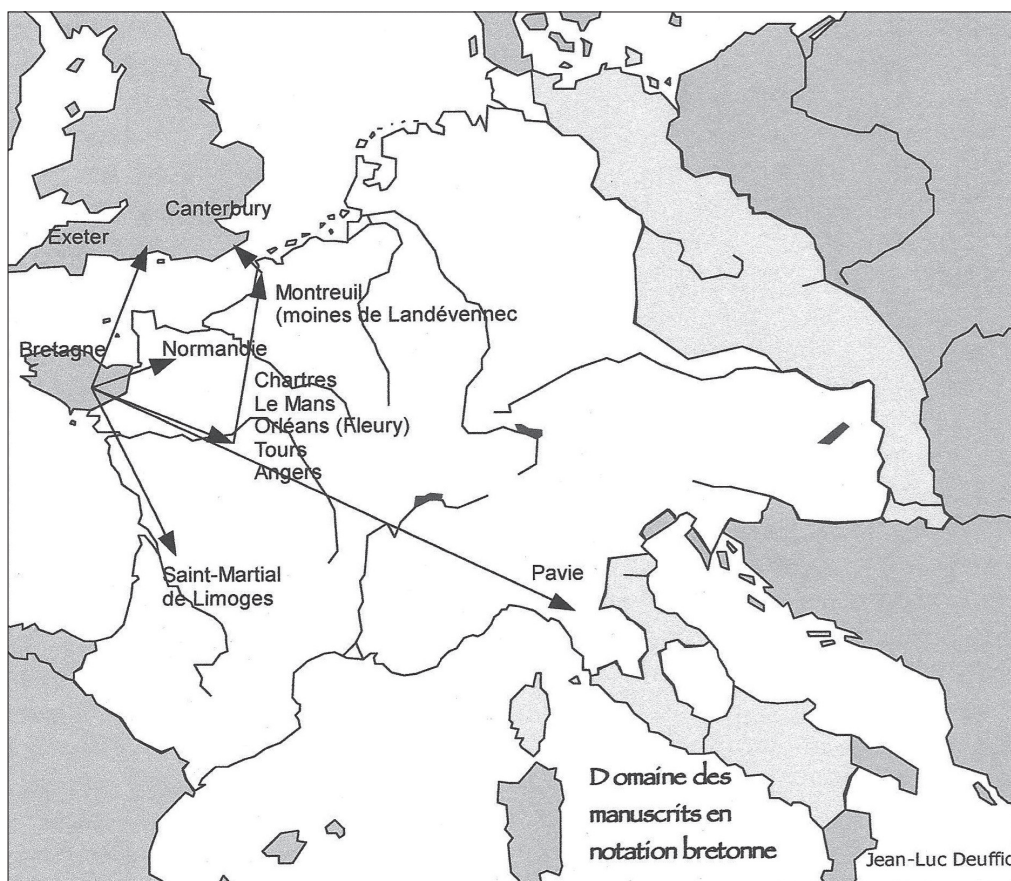 Canterbury
Exeter
Montreuil
(moines de Landévennec
Bretagne
Normandie
Chartres
Le Mans
Orléans (Fleury)
Tours
Angers
Saint-Martial
de Limoges
Pavie
Domaine des
manuscrits en
notation bretonne
Jean-Luc Deuffic